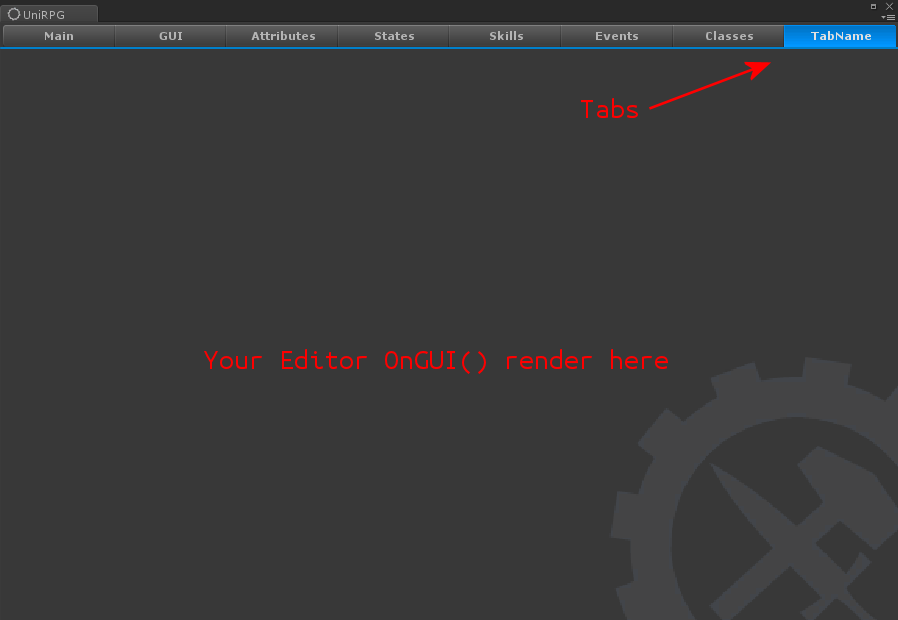 UniRPG
Main GUI Attributes States Skills Events Classes TabName
Tabs
Your Editor OnGUI() render here